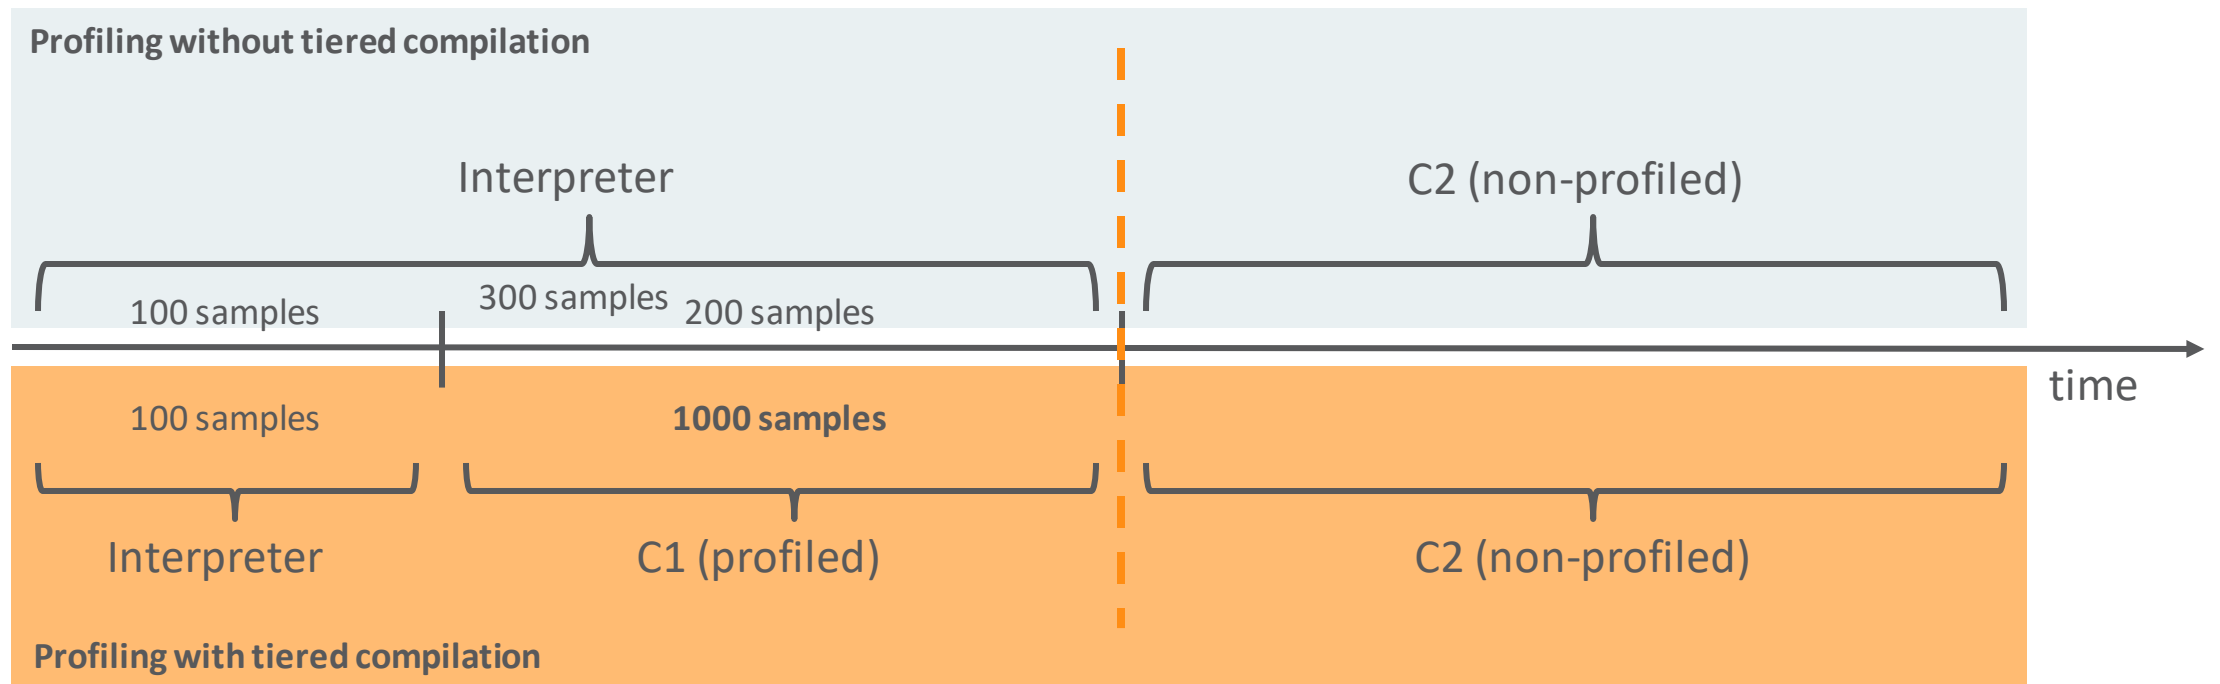 Profiling without tiered compilation
Interpreter
C2 (non-profiled)
300 samples
100 samples
200 samples
time
100 samples
1000 samples
Interpreter
C1 (profiled)
C2 (non-profiled)
Profiling with tiered compilation